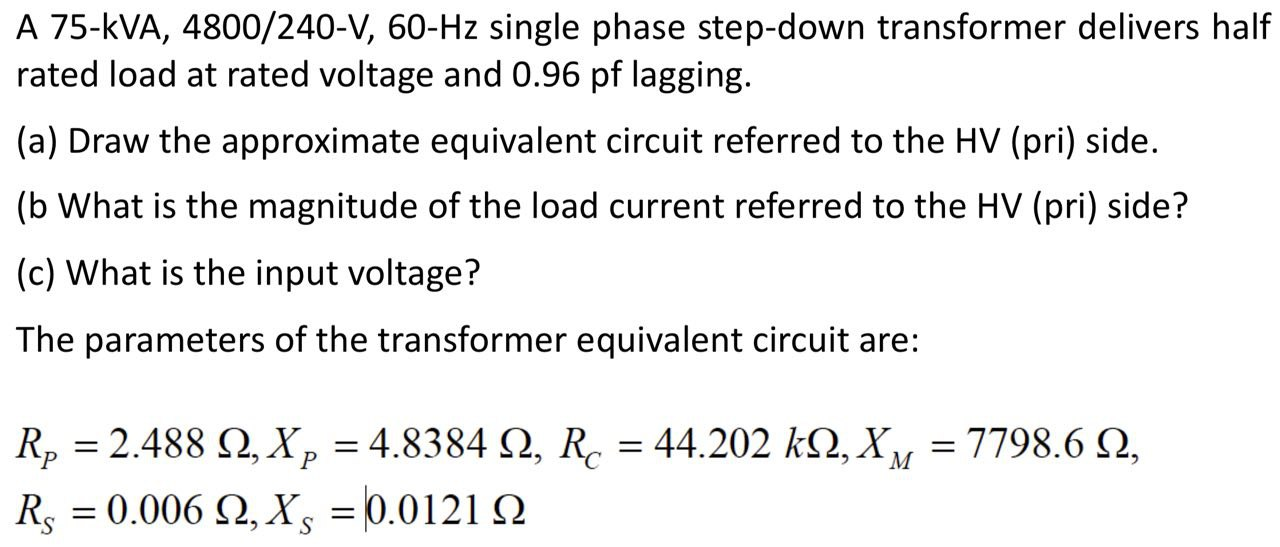 A 75-kVA, 4800/240-V, 60-Hz single phase step-down transformer delivers half
rated load at rated voltage and 0.96 pf lagging.
(a) Draw the approximate equivalent circuit referred to the HV (pri) side.
(b What is the magnitude of the load current referred to the HV (pri) side?
(c) What is the input voltage?
The parameters of the transformer equivalent circuit are:
R_P = 2.488 Ω, X_P = 4.8384 Ω, R_C = 44.202 kΩ, X_M = 7798.6 Ω,
R_S = 0.006 Ω, X_S = 0.0121 Ω